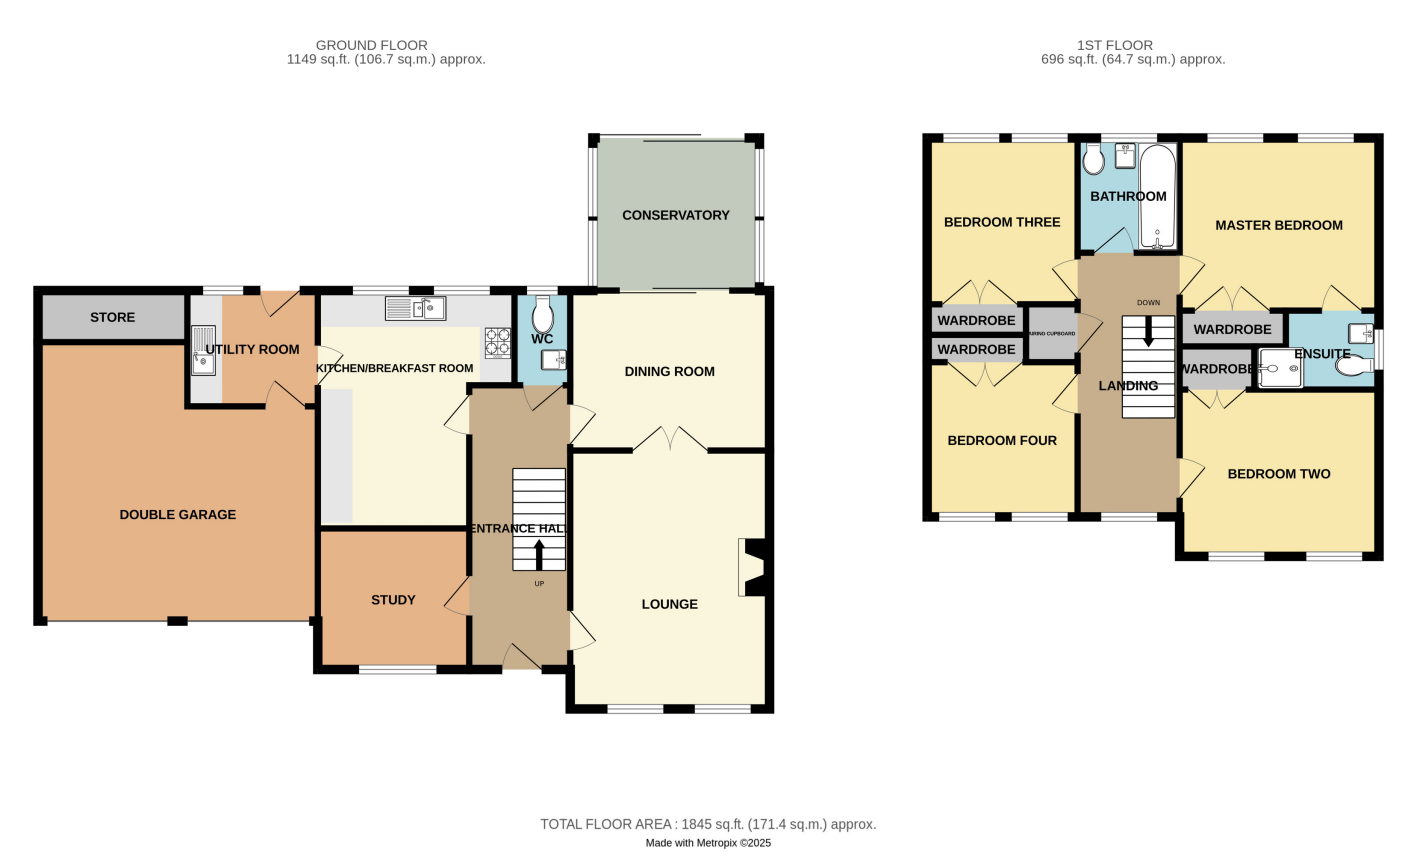 GROUND FLOOR
1149 sq.ft. (106.7 sq.m.) approx.
1ST FLOOR
696 sq.ft. (64.7 sq.m.) approx.
CONSERVATORY
STORE
UTILITY ROOM
WC
KITCHEN/BREAKFAST ROOM
DINING ROOM
DOUBLE GARAGE
ENTRANCE HALL
UP
STUDY
LOUNGE
BATHROOM
BEDROOM THREE
MASTER BEDROOM
DOWN
WARDROBE
AIRING CUPBOARD
WARDROBE
WARDROBE
ENSUITE
WARDROBE
LANDING
BEDROOM FOUR
BEDROOM TWO
TOTAL FLOOR AREA : 1845 sq.ft. (171.4 sq.m.) approx.
Made with Metropix ©2025